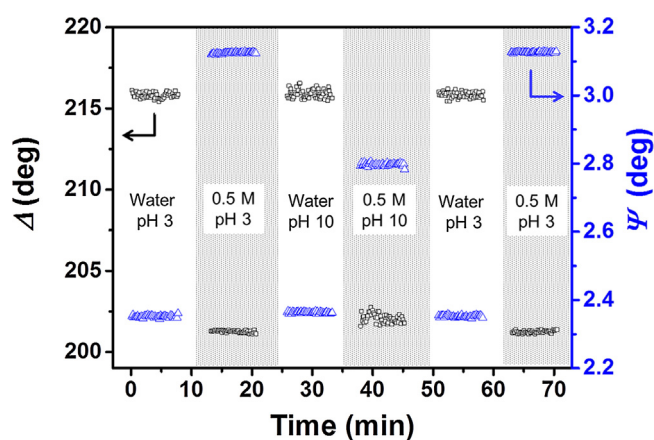 220
215
210
205
200
Δ (deg)
3.2
3.0
2.8
2.6
2.4
2.2
Ψ (deg)
Water
pH 3
0.5 M
pH 3
Water
pH 10
0.5 M
pH 10
Water
pH 3
0.5 M
pH 3
0 10 20 30 40 50 60 70
Time (min)